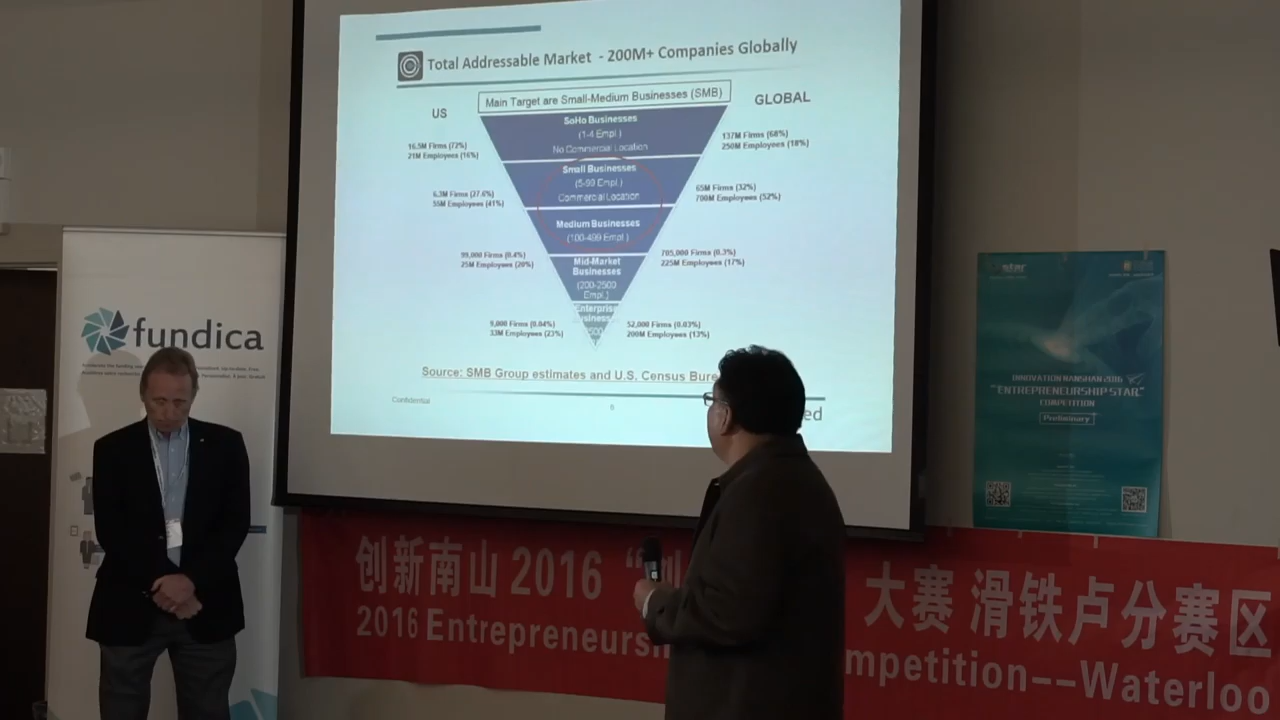 Total Addressable Market - 200M+ Companies Globally
Main Target are Small-Medium Businesses (SMB)
US
GLOBAL
SoHo Businesses
(1-4 Empl.)
No Commercial Location
16.5M Firms (72%)
21M Employees (16%)
137M Firms (68%)
250M Employees (18%)
Small Businesses
(5-99 Empl.)
Commercial Location
6.3M Firms (27.6%)
55M Employees (41%)
65M Firms (32%)
700M Employees (52%)
Medium Businesses
(100-499 Empl.)
99,000 Firms (0.4%)
25M Employees (20%)
705,000 Firms (0.3%)
225M Employees (17%)
Mid-Market
Businesses
(200-2500
Empl.)
Enterprise
9,000 Firms (0.04%)
33M Employees (23%)
52,000 Firms (0.03%)
200M Employees (13%)
Source: SMB Group estimates and U.S. Census Bure
Confidential
6
ed
fundica
INNOVATION NANSHAN 2016
"ENTREPRENEURSHIP STAR"
COMPETITION
Preliminary
创新南山 2016 “ 大赛 滑铁卢分赛区
2016 Entrepreneurs mpetition--Waterloo